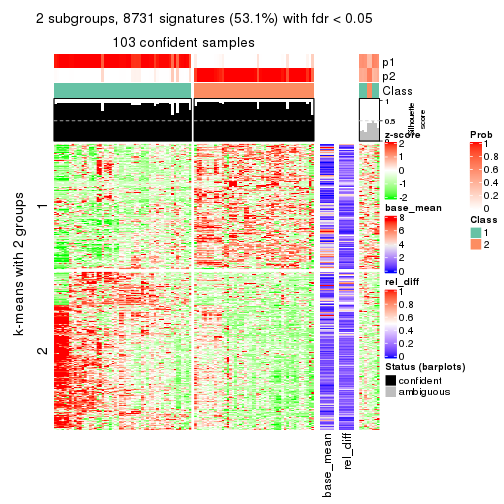 2 subgroups, 8731 signatures (53.1%) with fdr < 0.05
103 confident samples
p1
p2
Class
1
0.5
0
Silhouette
score
k-means with 2 groups
1
2
base_mean
rel_diff
z-score
2
1
0
-1
-2
base_mean
8
6
4
2
0
rel_diff
1
0.8
0.6
0.4
0.2
0
Status (barplots)
confident
ambiguous
Prob
1
0.8
0.6
0.4
0.2
0
Class
1
2